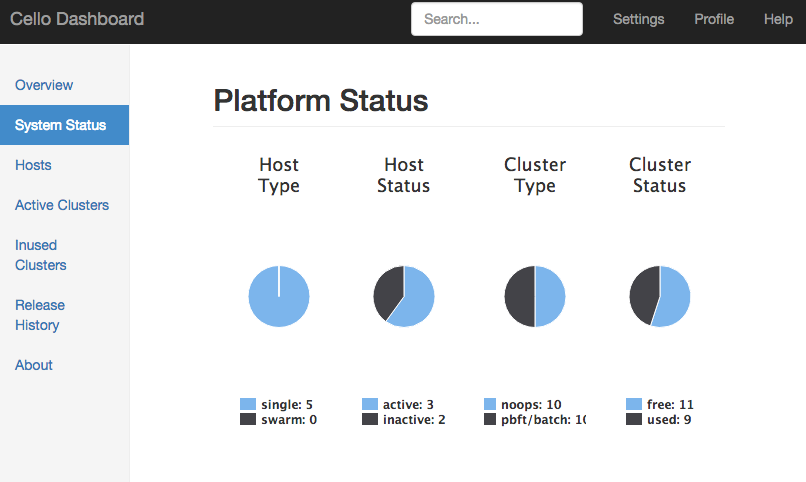 Cello Dashboard
Search...
Settings
Profile
Help
Overview
System Status
Hosts
Active Clusters
Inused
Clusters
Release
History
About
Platform Status
Host
Type
Host
Status
Cluster
Type
Cluster
Status
single: 5
swarm: 0
active: 3
inactive: 2
noops: 10
pbft/batch: 10
free: 11
used: 9